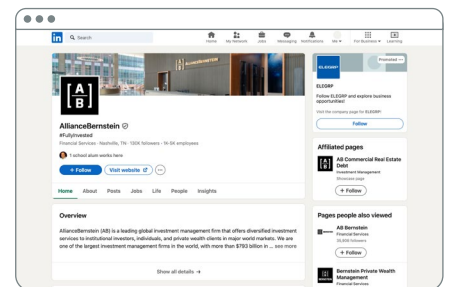 in
Search
Home
My Network
Jobs
Messaging
Notifications
Me
For Business
Learning
ALLIANCEBERNSTEIN
[A/B]
AllianceBernstein
#FullyInvested
Financial Services · Nashville, TN · 150K followers · 1K-5K employees
1 school alum works here
+ Follow
Visit website
Home
About
Posts
Jobs
Life
People
Insights
Overview
AllianceBernstein (AB) is a leading global investment management firm that offers diversified investment
services to institutional investors, individuals, and private wealth clients in major world markets. We are
one of the largest investment management firms in the world, with more than $793 billion in ... see more
Show all details →
Promoted
ELEGRP
ELEGRP
Follow ELEGRP and explore business
opportunities!
Visit the company page for ELEGRP!
Follow
Affiliated pages
[A/B]
AB Commercial Real Estate
Debt
Investment Management
Showcase page
+ Follow
Pages people also viewed
AB Bernstein
Financial Services
followers
+ Follow
[A/B]
Bernstein Private Wealth
Management
Financial Services